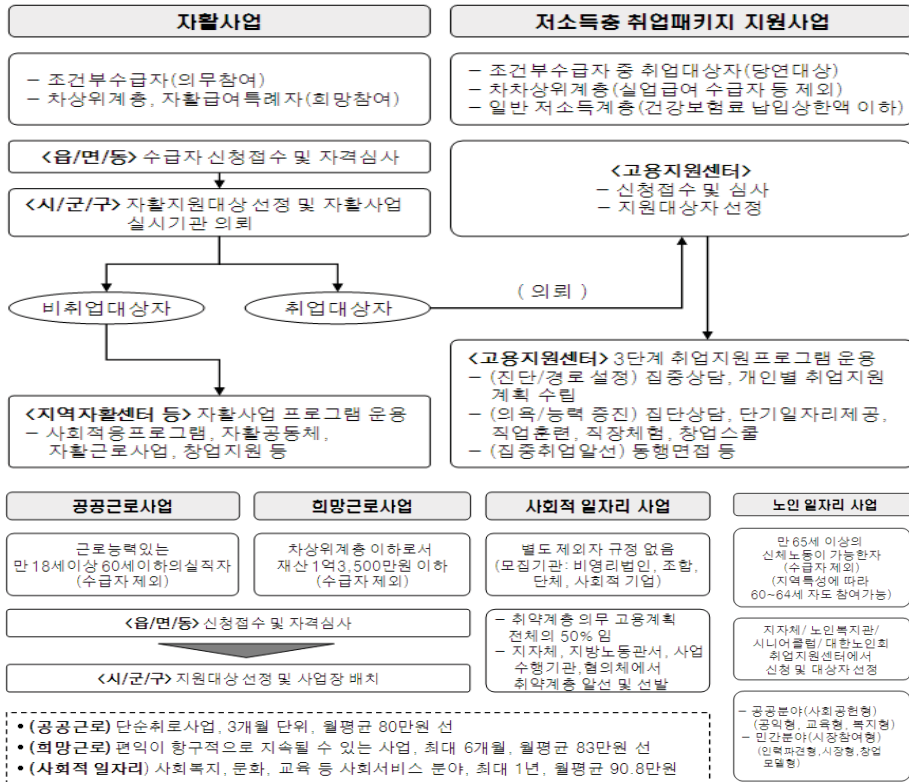 자활사업
저소득층 취업패키지 지원사업
– 조건부수급자(의무참여)
– 차상위계층, 자활급여특례자(희망참여)
– 조건부수급자 중 취업대상자(당연대상)
– 차차상위계층(실업급여 수급자 등 제외)
– 일반 저소득계층(건강보험료 납입상한액 이하)
<읍/면/동> 수급자 신청접수 및 자격심사
<시/군/구> 자활지원대상 선정 및 자활사업
실시기관 의뢰
<고용지원센터>
– 신청접수 및 심사
– 지원대상자 선정
비취업대상자
취업대상자
( 의뢰 )
<지역자활센터 등> 자활사업 프로그램 운용
– 사회적응프로그램, 자활공동체,
자활근로사업, 창업지원 등
<고용지원센터> 3단계 취업지원프로그램 운용
– (진단/경로 설정) 집중상담, 개인별 취업지원
계획 수립
– (의욕/능력 증진) 집단상담, 단기일자리제공,
직업훈련, 직장체험, 창업스쿨
– (집중취업알선) 동행면접 등
공공근로사업
희망근로사업
사회적 일자리 사업
노인 일자리 사업
근로능력있는
만 18세이상 60세이하의실직자
(수급자 제외)
차상위계층 이하로서
재산 1억3,500만원 이하
(수급자 제외)
별도 제외자 규정 없음
(모집기관: 비영리법인, 조합,
단체, 사회적 기업)
만 65세 이상의
신체노동이 가능한자
(수급자 제외)
(지역특성에 따라
60~64세 자도 참여가능)
<읍/면/동> 신청접수 및 자격심사
<시/군/구> 지원대상 선정 및 사업장 배치
– 취약계층 의무 고용계획
전체의 50% 임
– 지자체, 지방노동관서, 사업
수행기관,협의체에서
취약계층 알선 및 선발
지자체/ 노인복지관/
시니어클럽/ 대한노인회
취업지원센터에서
신청 및 대상자 선정
– 공공분야(사회공헌형)
(공익형, 교육형, 복지형)
– 민간분야(시장참여형)
(인력파견형,시장형,창업
모델형)
• (공공근로) 단순취로사업, 3개월 단위, 월평균 80만원 선
• (희망근로) 편익이 항구적으로 지속될 수 있는 사업, 최대 6개월, 월평균 83만원 선
• (사회적 일자리) 사회복지, 문화, 교육 등 사회서비스 분야, 최대 1년, 월평균 90.8만원